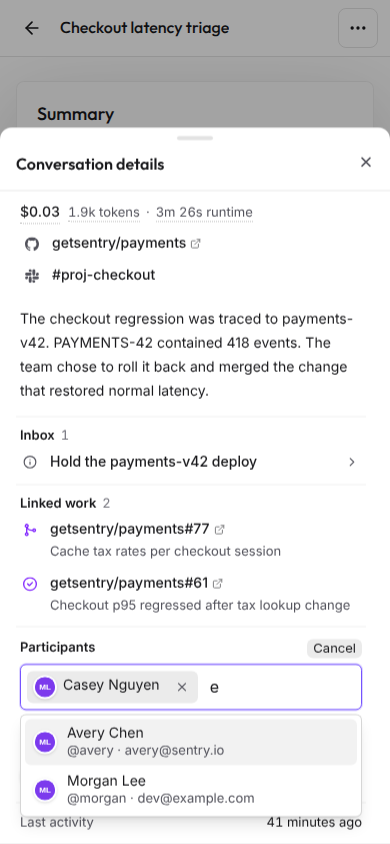 Checkout latency triage
Summary
Conversation details
$0.03 1.9k tokens · 3m 26s runtime
getsentry/payments
#proj-checkout
The checkout regression was traced to payments-
v42. PAYMENTS-42 contained 418 events. The
team chose to roll it back and merged the change
that restored normal latency.
Inbox 1
Hold the payments-v42 deploy
Linked work 2
getsentry/payments#77
Cache tax rates per checkout session
getsentry/payments#61
Checkout p95 regressed after tax lookup change
Participants Cancel
ML Casey Nguyen e
ML Avery Chen
@avery · avery@sentry.io
ML Morgan Lee
@morgan · dev@example.com
Last activity 41 minutes ago